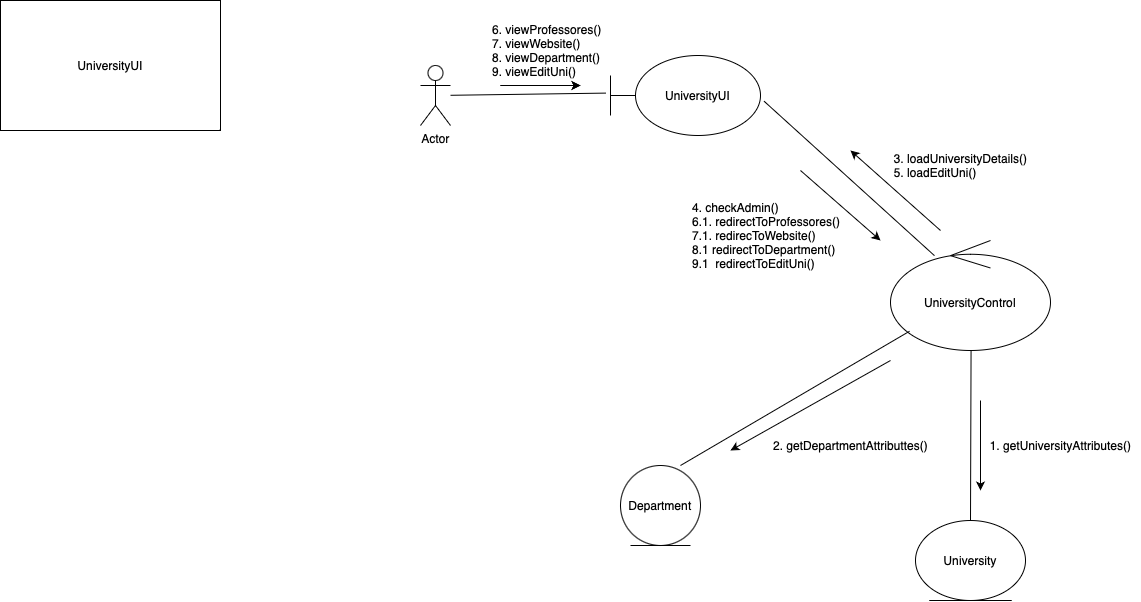 UniversityUI
6. viewProfessores()
7. viewWebsite()
8. viewDepartment()
9. viewEditUni()
Actor
UniversityUI
3. loadUniversityDetails()
5. loadEditUni()
4. checkAdmin()
6.1. redirectToProfessores()
7.1. redirecToWebsite()
8.1 redirectToDepartment()
9.1 redirectToEditUni()
UniversityControl
2. getDepartmentAttributtes()
1. getUniversityAttributes()
Department
University